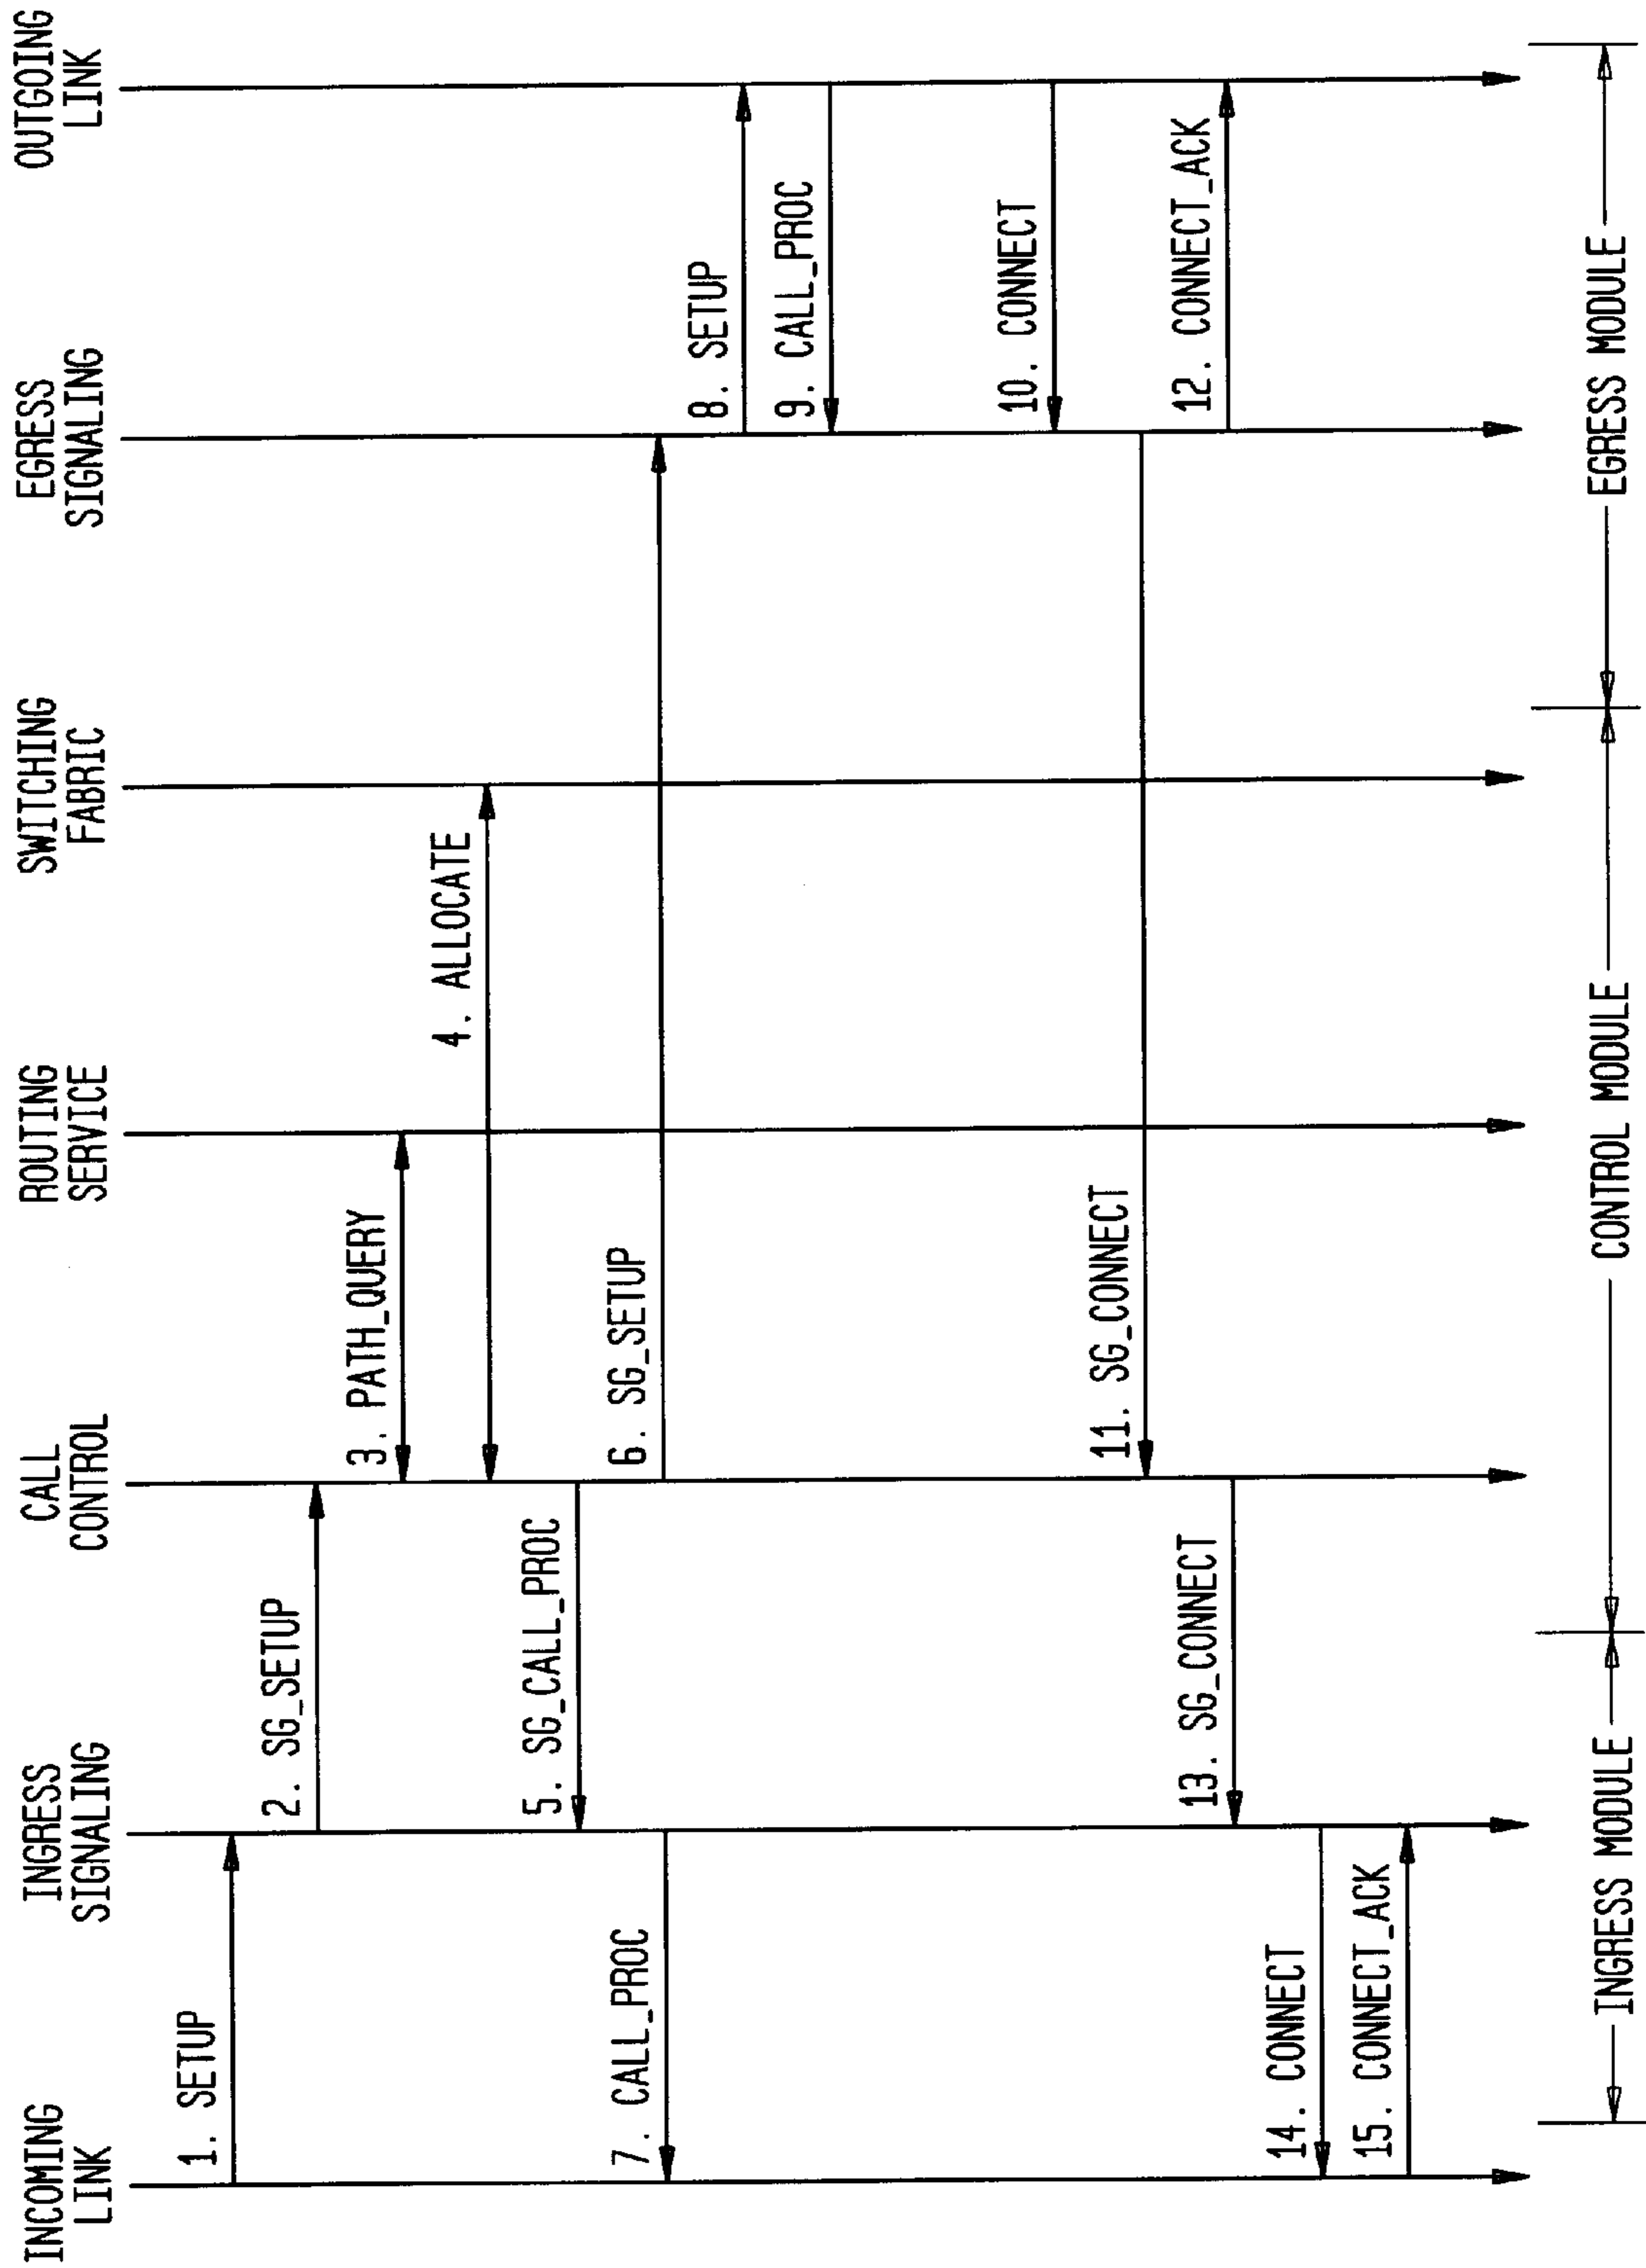 INCOMING
LINK
INGRESS
SIGNALING
CALL
CONTROL
ROUTING
SERVICE
SWITCHING
FABRIC
EGRESS
SIGNALING
OUTGOING
LINK
1. SETUP
2. SG_SETUP
3. PATH_QUERY
4. ALLOCATE
5. SG_CALL_PROC
6. SG_SETUP
7. CALL_PROC
8. SETUP
9. CALL_PROC
10. CONNECT
11. SG_CONNECT
12. CONNECT_ACK
13. SG_CONNECT
14. CONNECT
15. CONNECT_ACK
INGRESS MODULE
CONTROL MODULE
EGRESS MODULE